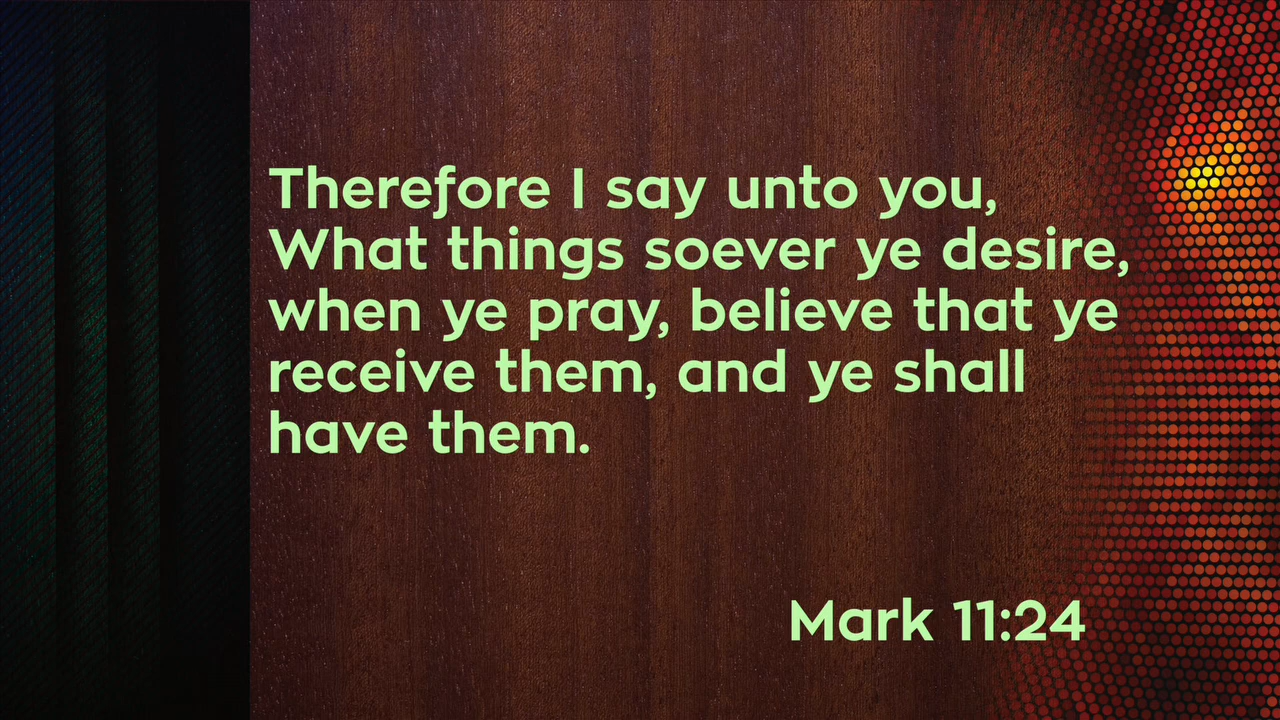 Therefore I say unto you,
What things soever ye desire,
when ye pray, believe that ye
receive them, and ye shall
have them.
Mark 11:24